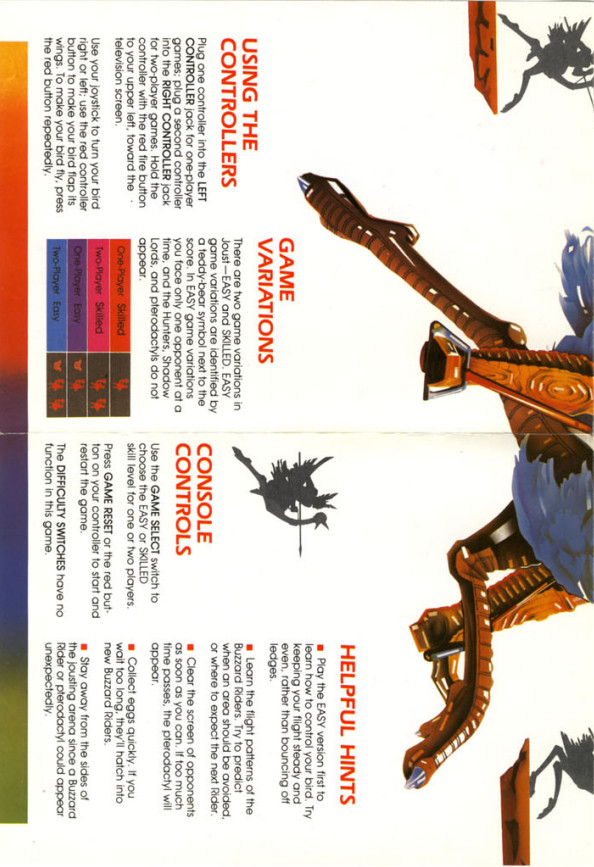 USING THE
CONTROLLERS
Plug one controller into the LEFT
CONTROLLER jack for one-player
games; plug a second controller
into the RIGHT CONTROLLER jack
for two-player games. Hold the
controller with the red fire button
to your upper left, toward the
television screen.
Use your joystick to turn your bird
right or left; use the red controller
button to make your bird flap its
wings. To make your bird fly, press
the red button repeatedly.
GAME
VARIATIONS
There are two game variations in
Joust—EASY and SKILLED. EASY
game variations are identified by
a teddy-bear symbol next to the
score. In EASY game variations
you face only one opponent at a
time, and the Hunters, Shadow
Lords, and pterodactyls do not
appear.
One-Player Skilled
Two-Player Skilled
One-Player Easy
Two-Player Easy
CONSOLE
CONTROLS
Use the GAME SELECT switch to
choose the EASY or SKILLED
skill level for one or two players.
Press GAME RESET or the red but-
ton on your controller to start and
restart the game.
The DIFFICULTY SWITCHES have no
function in this game.
HELPFUL HINTS
■ Play the EASY version first to
learn how to control your bird. Try
keeping your flight steady and
even, rather than bouncing off
ledges.
■ Learn the flight patterns of the
Buzzard Riders. Try to predict
when an area should be avoided,
or where to expect the next Rider.
■ Clear the screen of opponents
as soon as you can. If too much
time passes, the pterodactyl will
appear.
■ Collect eggs quickly. If you
wait too long, they'll hatch into
new Buzzard Riders.
■ Stay away from the sides of
the jousting arena since a Buzzard
Rider or pterodactyl could appear
unexpectedly.